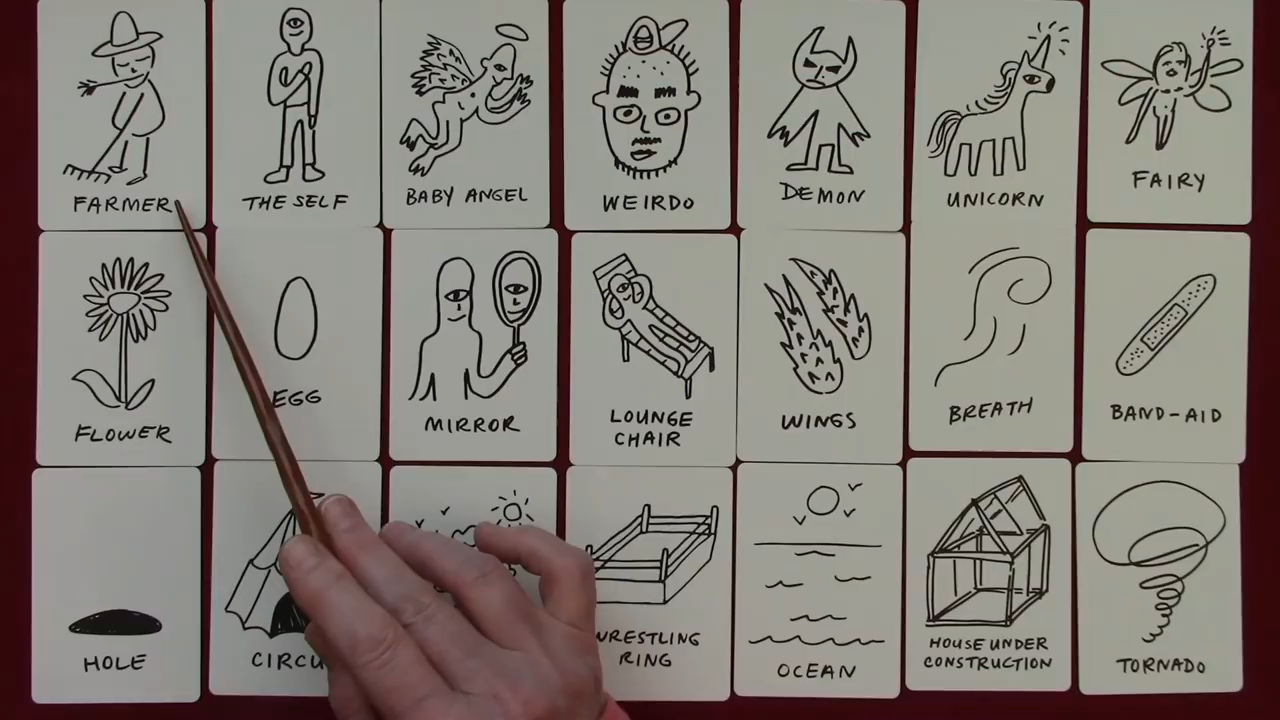 FARMER
THE SELF
BABY ANGEL
WEIRDO
DEMON
UNICORN
FAIRY
FLOWER
EGG
MIRROR
LOUNGE
CHAIR
WINGS
BREATH
BAND-AID
HOLE
CIRCU
WRESTLING
RING
OCEAN
HOUSE UNDER
CONSTRUCTION
TORNADO